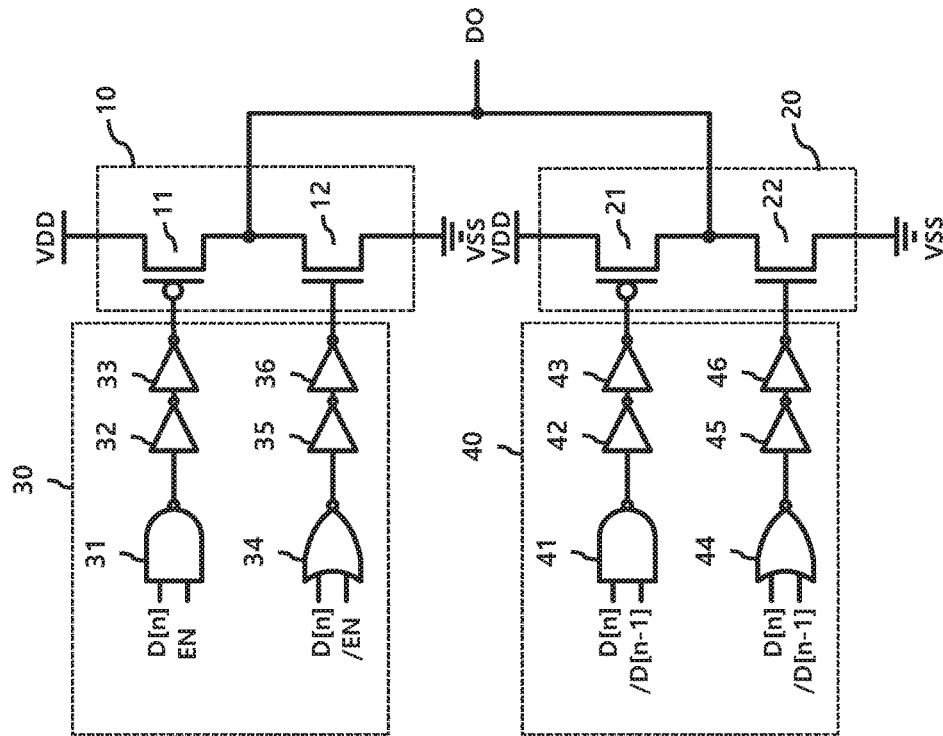 10
VDD
11
12
VSS
30
31
32
33
D[n]
EN
34
35
36
D[n]
/EN
DO
20
VDD
21
22
VSS
40
41
42
43
D[n]
/D[n-1]
44
45
46
D[n]
/D[n-1]